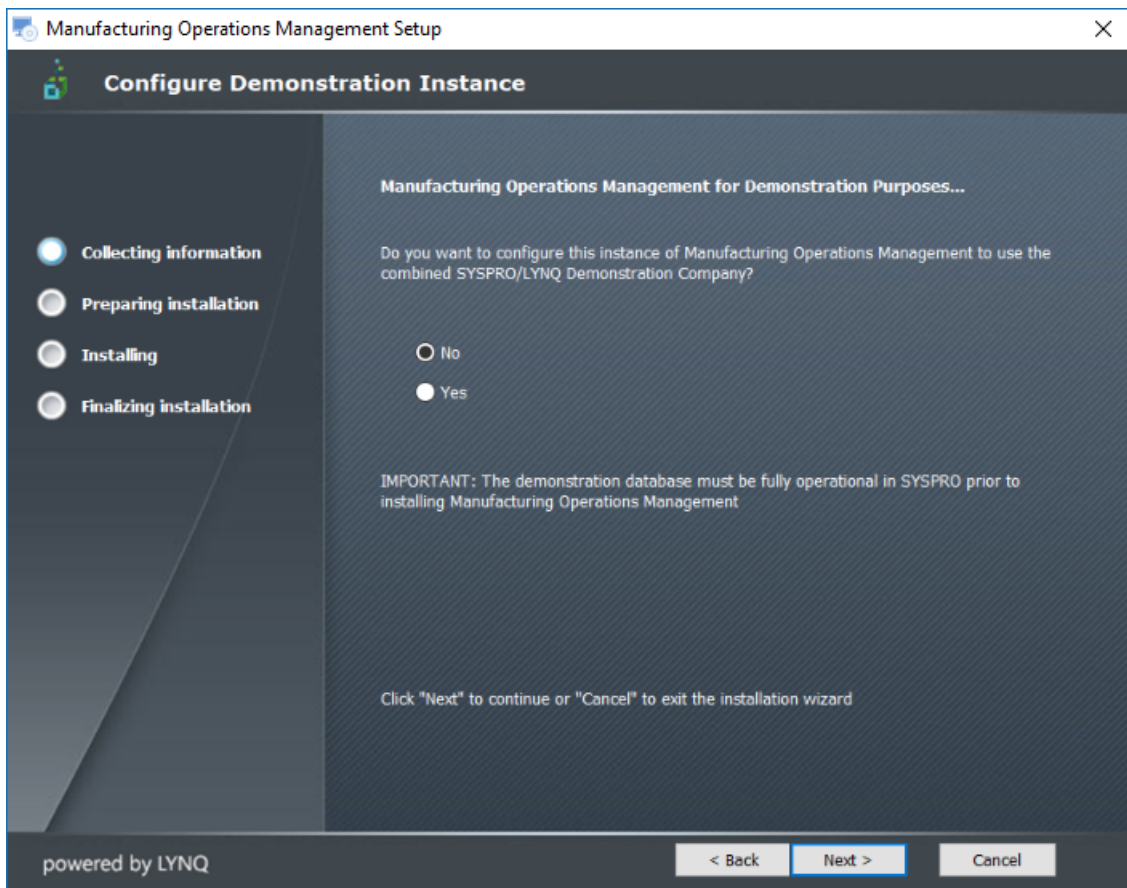 Manufacturing Operations Management Setup
Configure Demonstration Instance
Manufacturing Operations Management for Demonstration Purposes...
Collecting information
Preparing installation
Installing
Finalizing installation
Do you want to configure this instance of Manufacturing Operations Management to use the
combined SYSPRO/LYNQ Demonstration Company?
No
Yes
IMPORTANT: The demonstration database must be fully operational in SYSPRO prior to
installing Manufacturing Operations Management
Click "Next" to continue or "Cancel" to exit the installation wizard
powered by LYNQ
< Back
Next >
Cancel